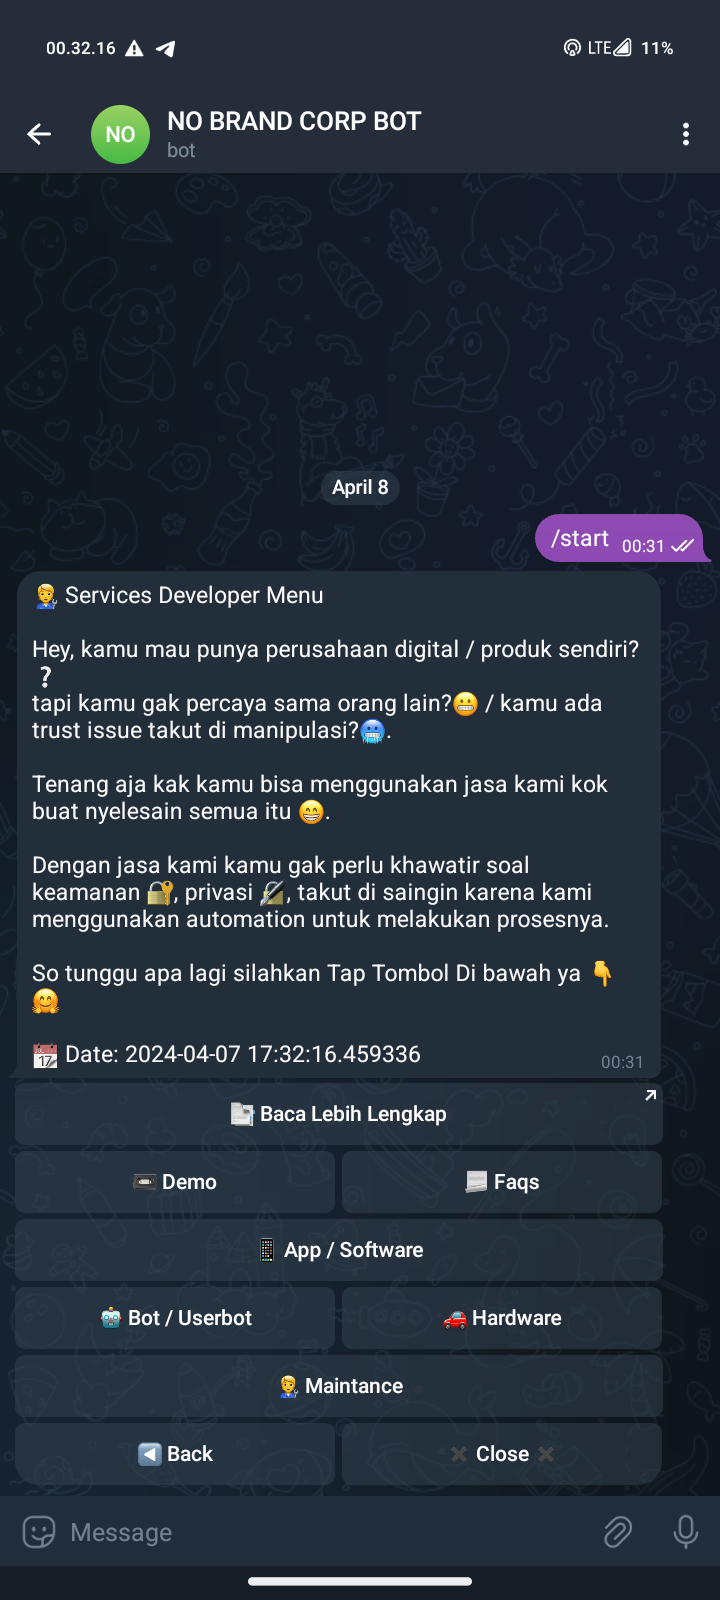 00.32.16
LTE 11%
NO
NO BRAND CORP BOT
bot
April 8
/start 00:31
👨‍🔧 Services Developer Menu
Hey, kamu mau punya perusahaan digital / produk sendiri?
❔
tapi kamu gak percaya sama orang lain?😬 / kamu ada
trust issue takut di manipulasi?🥶.
Tenang aja kak kamu bisa menggunakan jasa kami kok
buat nyelesain semua itu 😁.
Dengan jasa kami kamu gak perlu khawatir soal
keamanan 🔐, privasi 🔏, takut di saingin karena kami
menggunakan automation untuk melakukan prosesnya.
So tunggu apa lagi silahkan Tap Tombol Di bawah ya 👇
🤗
📆 Date: 2024-04-07 17:32:16.459336
00:31
📑 Baca Lebih Lengkap
📼 Demo
📰 Faqs
📱 App / Software
🤖 Bot / Userbot
🚗 Hardware
👨‍🔧 Maintance
◀️ Back
✖️ Close ✖️
Message